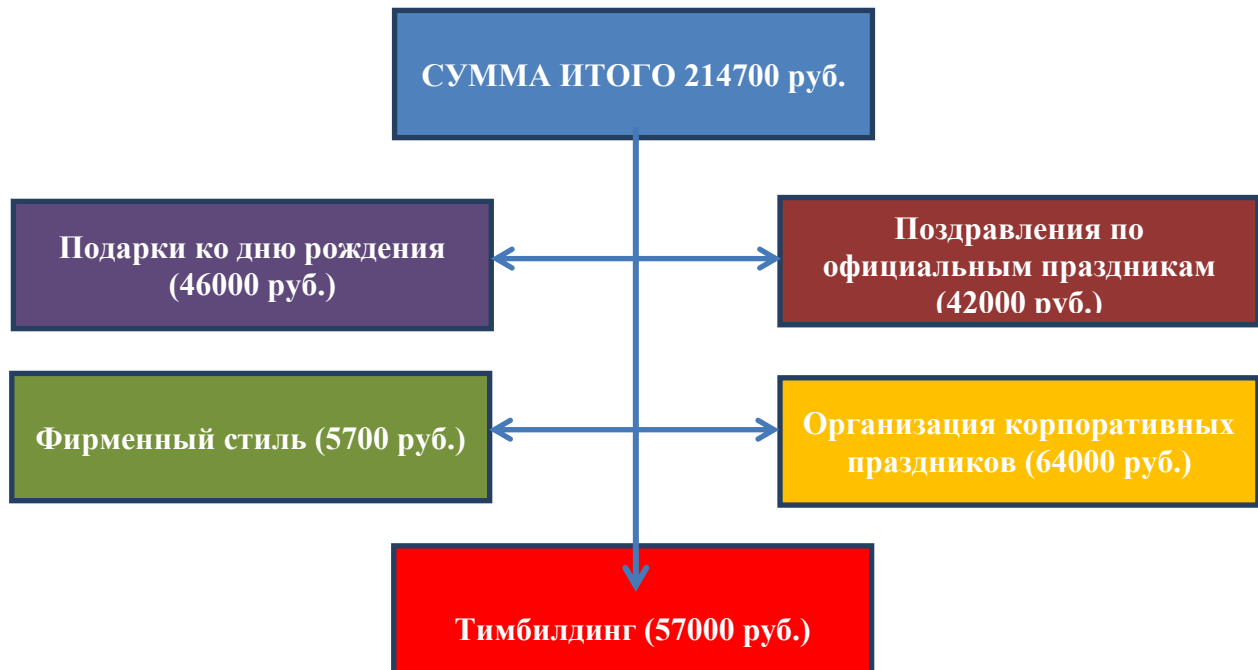 СУММА ИТОГО 214700 руб.
Подарки ко дню рождения
(46000 руб.)
Поздравления по
официальным праздникам
(42000 руб.)
Фирменный стиль (5700 руб.)
Организация корпоративных
праздников (64000 руб.)
Тимбилдинг (57000 руб.)